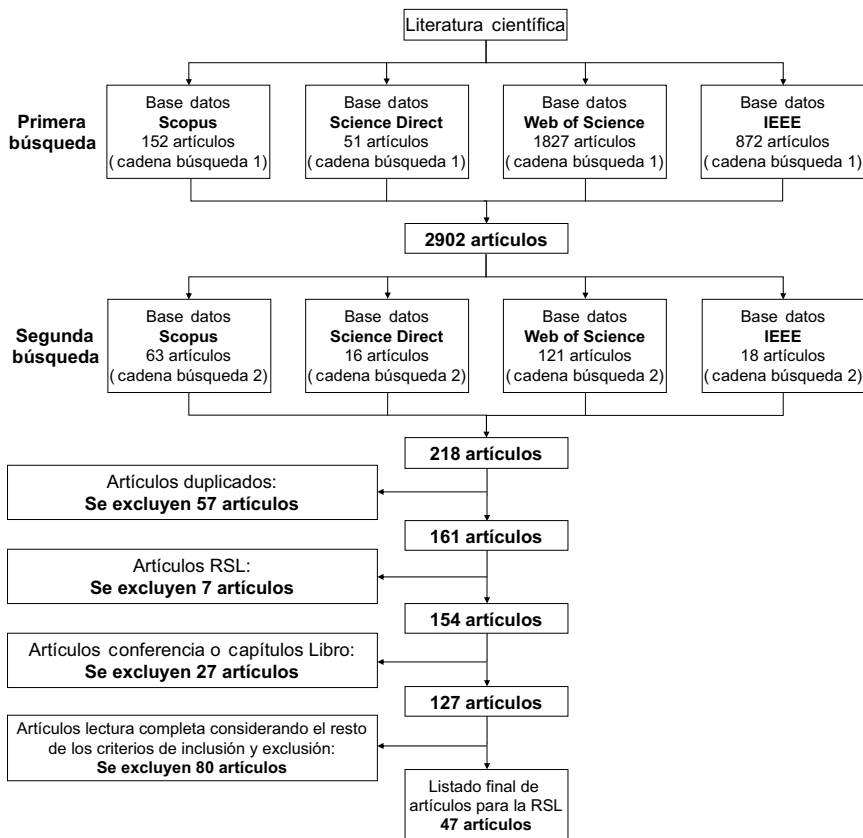 Literatura científica
Primera
búsqueda
Base datos
Scopus
152 artículos
(cadena búsqueda 1)
Base datos
Science Direct
51 artículos
(cadena búsqueda 1)
Base datos
Web of Science
1827 artículos
(cadena búsqueda 1)
Base datos
IEEE
872 artículos
(cadena búsqueda 1)
2902 artículos
Segunda
búsqueda
Base datos
Scopus
63 artículos
(cadena búsqueda 2)
Base datos
Science Direct
16 artículos
(cadena búsqueda 2)
Base datos
Web of Science
121 artículos
(cadena búsqueda 2)
Base datos
IEEE
18 artículos
(cadena búsqueda 2)
218 artículos
Artículos duplicados:
Se excluyen 57 artículos
161 artículos
Artículos RSL:
Se excluyen 7 artículos
154 artículos
Artículos conferencia o capítulos Libro:
Se excluyen 27 artículos
127 artículos
Artículos lectura completa considerando el resto
de los criterios de inclusión y exclusión:
Se excluyen 80 artículos
Listado final de
artículos para la RSL
47 artículos